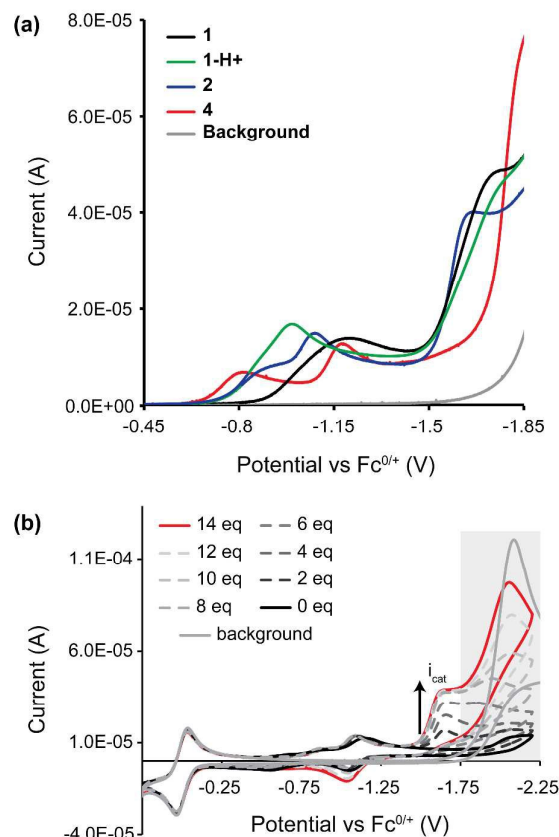 (a)
8.0E-05
6.0E-05
4.0E-05
2.0E-05
0.0E+00
Current (A)
1
1-H+
2
4
Background
-0.45 -0.8 -1.15 -1.5 -1.85
Potential vs Fc0/+ (V)
(b)
1.1E-04
6.0E-05
1.0E-05
-4.0E-05
Current (A)
14 eq 6 eq
12 eq 4 eq
10 eq 2 eq
8 eq 0 eq
background
icat
-0.25 -0.75 -1.25 -1.75 -2.25
Potential vs Fc0/+ (V)